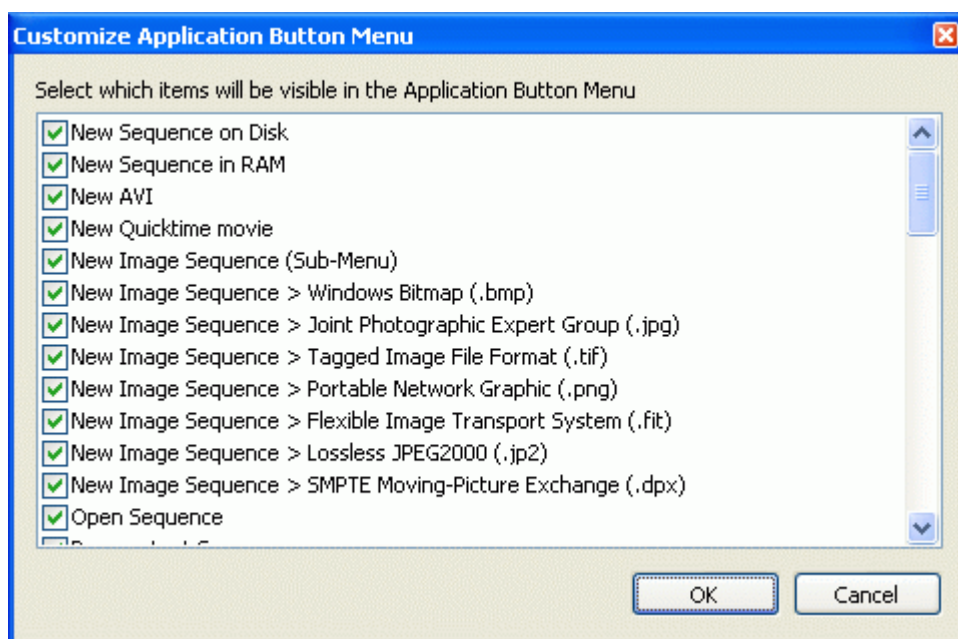 Customize Application Button Menu
Select which items will be visible in the Application Button Menu
New Sequence on Disk
New Sequence in RAM
New AVI
New Quicktime movie
New Image Sequence (Sub-Menu)
New Image Sequence > Windows Bitmap (.bmp)
New Image Sequence > Joint Photographic Expert Group (.jpg)
New Image Sequence > Tagged Image File Format (.tif)
New Image Sequence > Portable Network Graphic (.png)
New Image Sequence > Flexible Image Transport System (.fit)
New Image Sequence > Lossless JPEG2000 (.jp2)
New Image Sequence > SMPTE Moving-Picture Exchange (.dpx)
Open Sequence
OK
Cancel